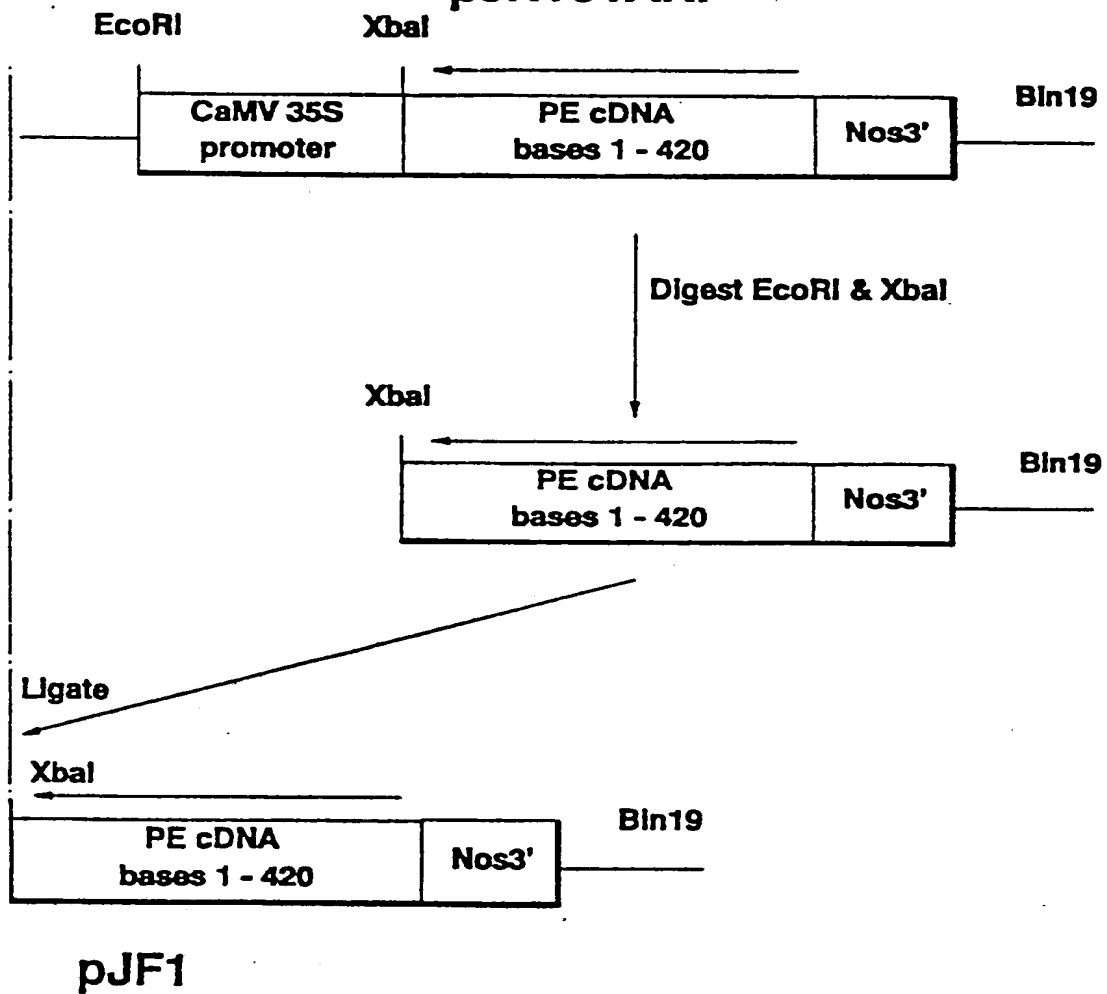 EcoRI XbaI
CaMV 35S
promoter
PE cDNA
bases 1 - 420
Nos3'
Bin19
Digest EcoRI & XbaI
XbaI
PE cDNA
bases 1 - 420
Nos3'
Bin19
Ligate
XbaI
PE cDNA
bases 1 - 420
Nos3'
Bin19
pJF1